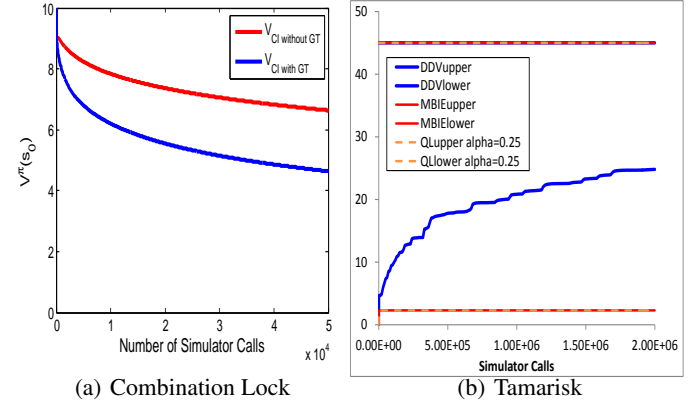 10
8
6
4
2
0
V^π(s_0)
V_CI without GT
V_CI with GT
0 1 2 3 4 5
Number of Simulator Calls
x 10^4
(a) Combination Lock
50
40
30
20
10
0
DDVupper
DDVlower
MBIEupper
MBIElower
QLupper alpha=0.25
QLlower alpha=0.25
0.00E+00 5.00E+05 1.00E+06 1.50E+06
Simulator Calls
(b) Tamarisk